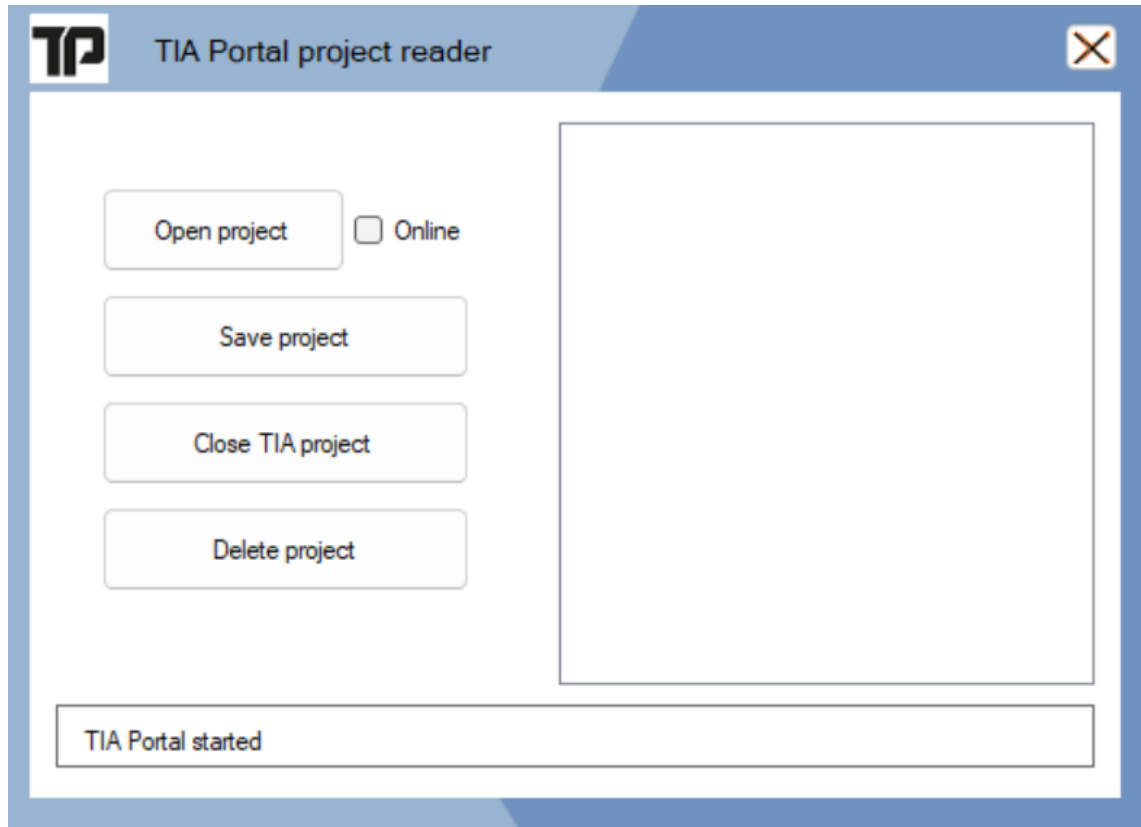 TP TIA Portal project reader
Open project Online
Save project
Close TIA project
Delete project
TIA Portal started